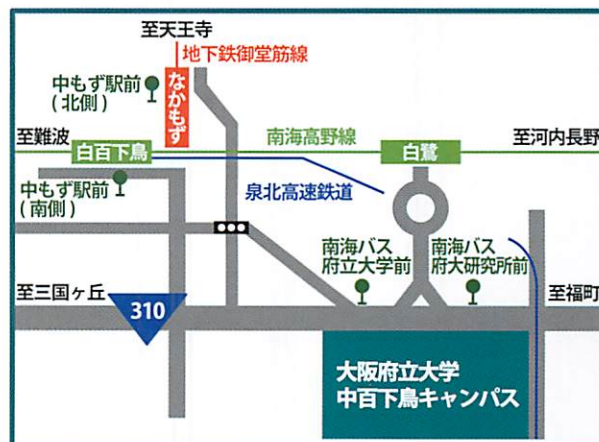 至天王寺
地下鉄御堂筋線
なかもず
中もず駅前
(北側)
至難波
白百下鳥
南海高野線
白鷺
至河内長野
中もず駅前
(南側)
泉北高速鉄道
南海バス
府立大学前
南海バス
府大研究所前
至三国ヶ丘
310
至福町
大阪府立大学
中百下鳥キャンパス